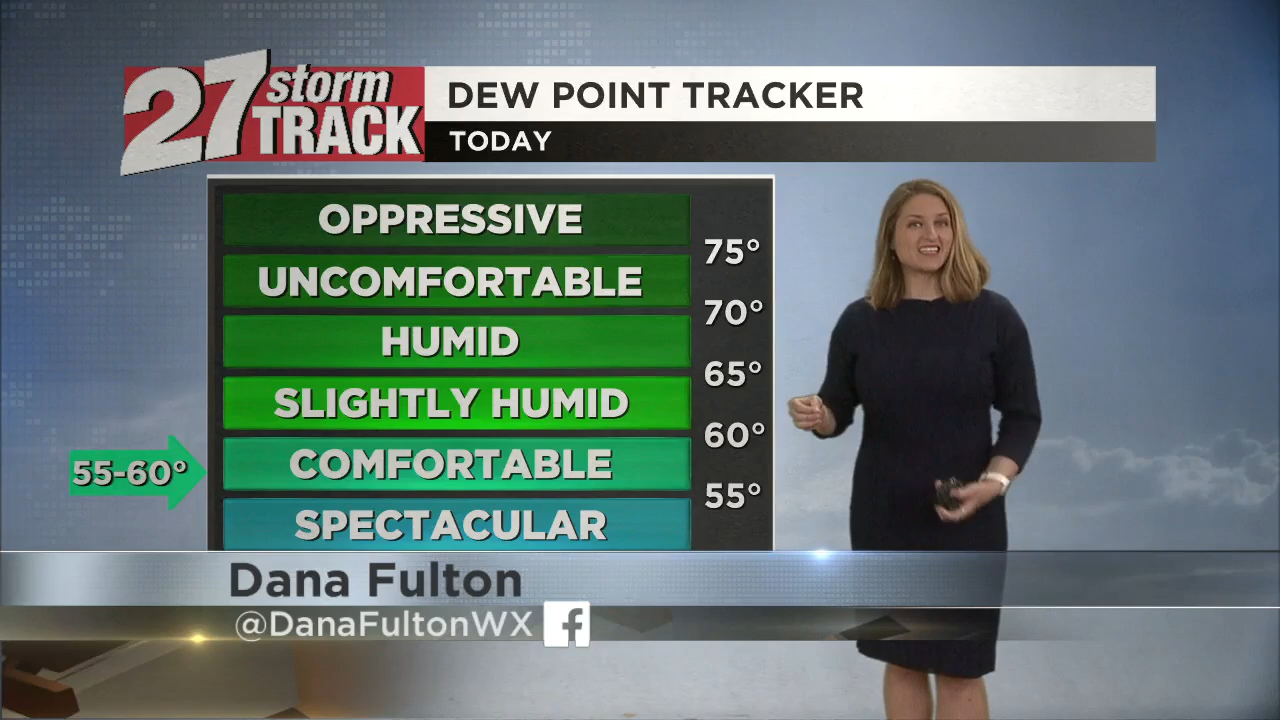 27 storm TRACK
DEW POINT TRACKER
TODAY
OPPRESSIVE
75°
UNCOMFORTABLE
70°
HUMID
65°
SLIGHTLY HUMID
60°
55-60°
COMFORTABLE
55°
SPECTACULAR
Dana Fulton
@DanaFultonWX f